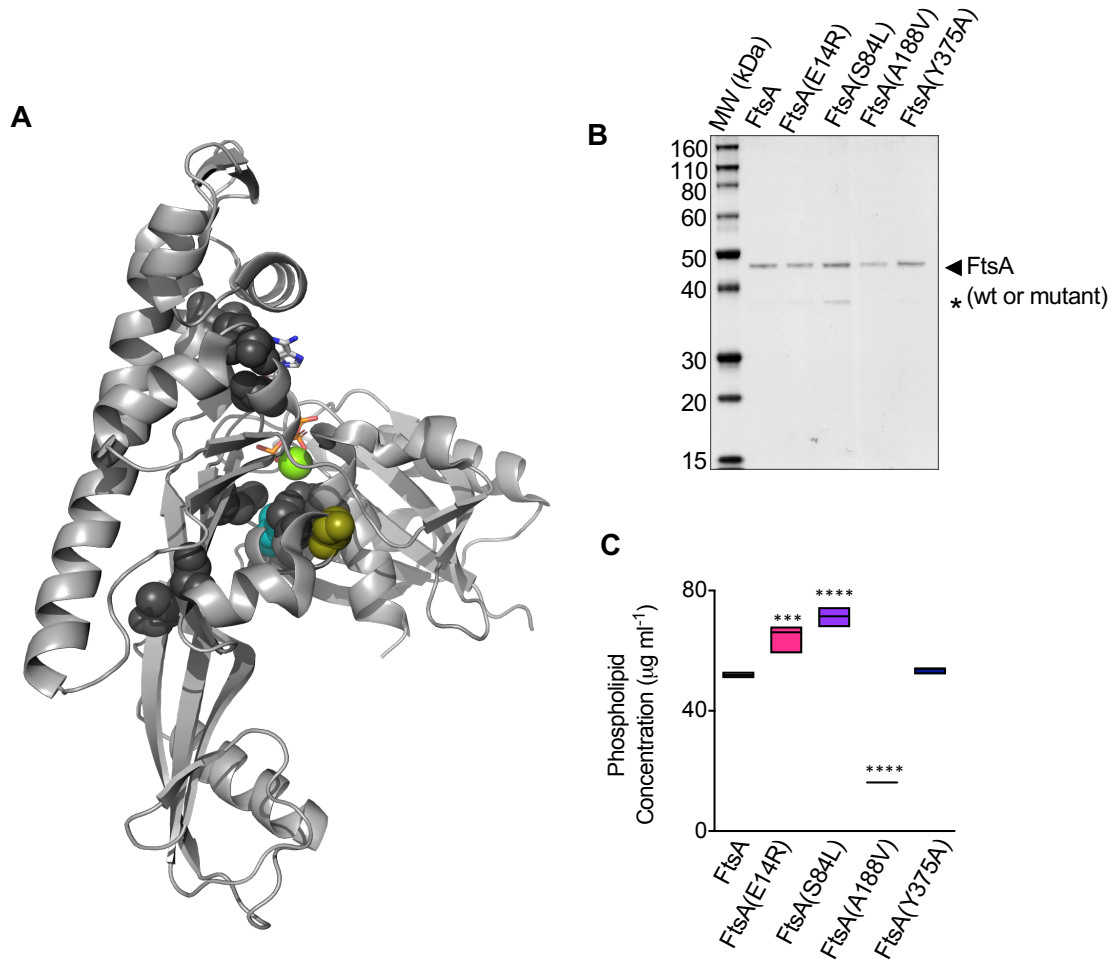 A
B
MW (kDa)
FtsA
FtsA(E14R)
FtsA(S84L)
FtsA(A188V)
FtsA(Y375A)
160
110
80
60
50
40
30
20
15
FtsA
* (wt or mutant)
C
Phospholipid
Concentration (μg ml-1)
80
40
0
***
****
****
FtsA
FtsA(E14R)
FtsA(S84L)
FtsA(A188V)
FtsA(Y375A)